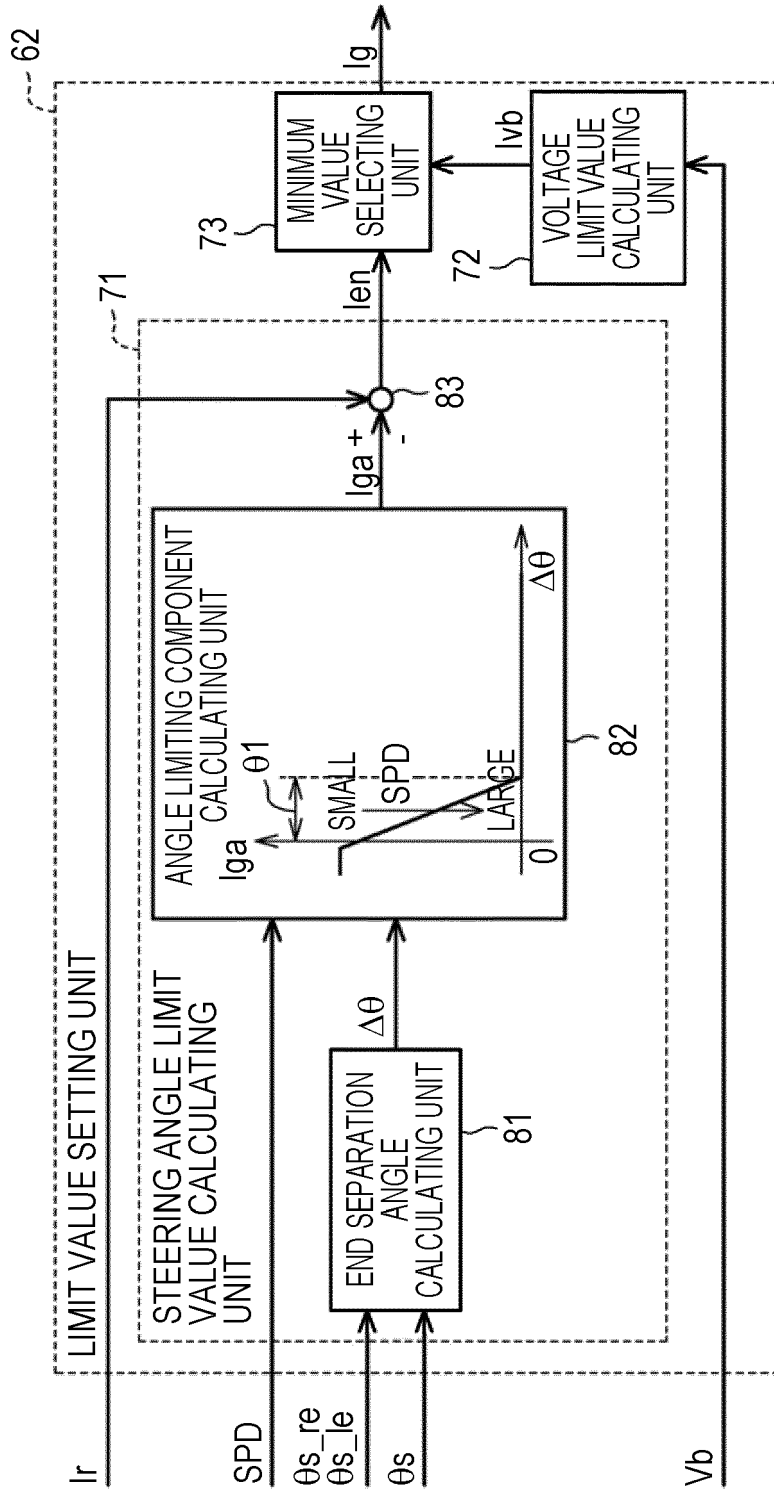 62
LIMIT VALUE SETTING UNIT
Ir
71
STEERING ANGLE LIMIT
VALUE CALCULATING
UNIT
SPD
θs_re
θs_le
θs
END SEPARATION
ANGLE
CALCULATING UNIT
81
Δθ
ANGLE LIMITING COMPONENT
CALCULATING UNIT
Iga
θ1
SMALL
SPD
LARGE
0
Δθ
82
Iga
+
-
83
Ien
73
MINIMUM
VALUE
SELECTING
UNIT
Ig
Ivb
72
VOLTAGE
LIMIT VALUE
CALCULATING
UNIT
Vb